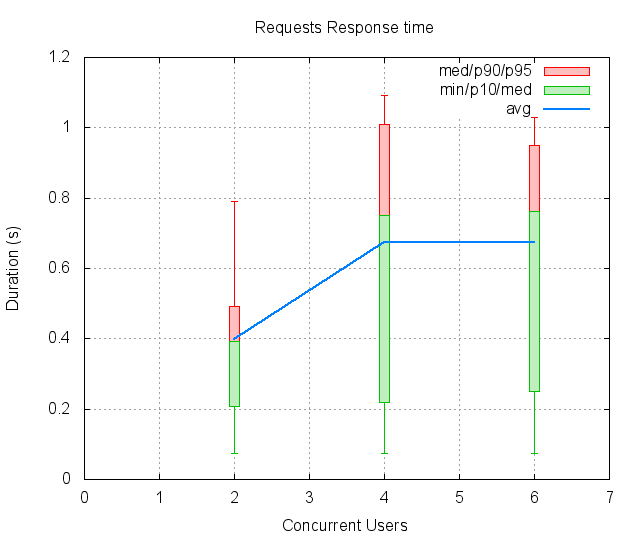 Requests Response time
1.2
1
0.8
0.6
0.4
0.2
0
Duration (s)
med/p90/p95
min/p10/med
avg
0 1 2 3 4 5 6 7
Concurrent Users